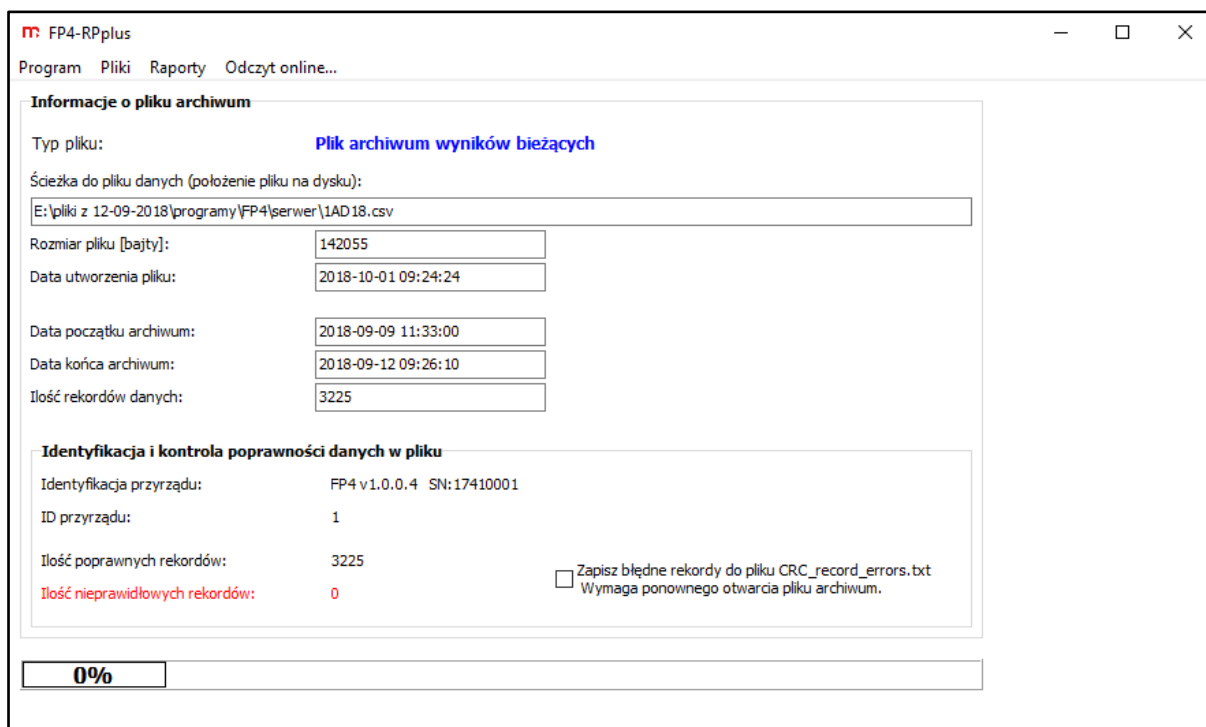 FP4-RPplus
Program Pliki Raporty Odczyt online...
Informacje o pliku archiwum
Typ pliku: Plik archiwum wyników bieżących
Ścieżka do pliku danych (położenie pliku na dysku):
E:\pliki z 12-09-2018\programy\FP4\serwer\1AD18.csv
Rozmiar pliku [bajty]: 142055
Data utworzenia pliku: 2018-10-01 09:24:24
Data początku archiwum: 2018-09-09 11:33:00
Data końca archiwum: 2018-09-12 09:26:10
Ilość rekordów danych: 3225
Identyfikacja i kontrola poprawności danych w pliku
Identyfikacja przyrządu: FP4 v1.0.0.4 SN:17410001
ID przyrządu: 1
Ilość poprawnych rekordów: 3225
Zapisz błędne rekordy do pliku CRC_record_errors.txt
Wymaga ponownego otwarcia pliku archiwum.
Ilość nieprawidłowych rekordów: 0
0%